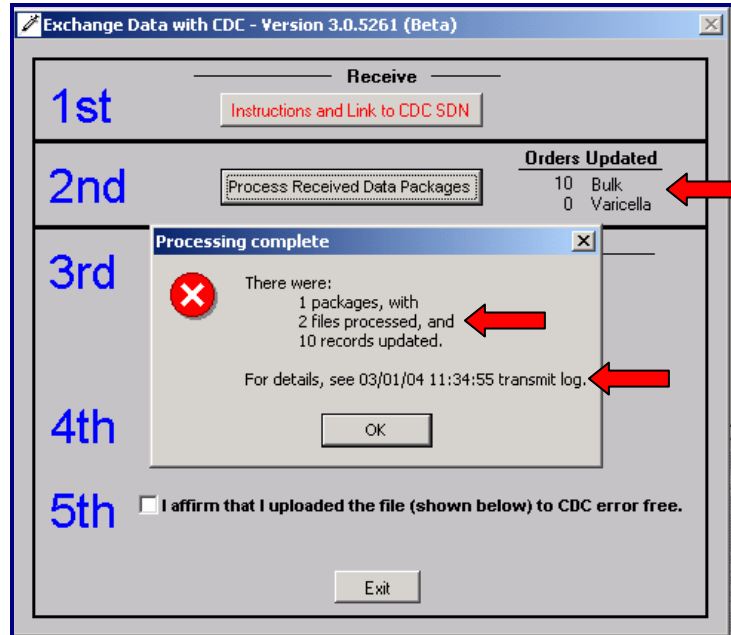 Exchange Data with CDC - Version 3.0.5261 (Beta)
Receive
1st
Instructions and Link to CDC SDN
2nd
Process Received Data Packages
Orders Updated
10 Bulk
0 Varicella
Processing complete
3rd
There were:
1 packages, with
2 files processed, and
10 records updated.
For details, see 03/01/04 11:34:55 transmit log.
4th
OK
5th
I affirm that I uploaded the file (shown below) to CDC error free.
Exit